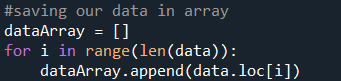 #saving our data in array
dataArray = []
for i in range(len(data)):
    dataArray.append(data.loc[i])